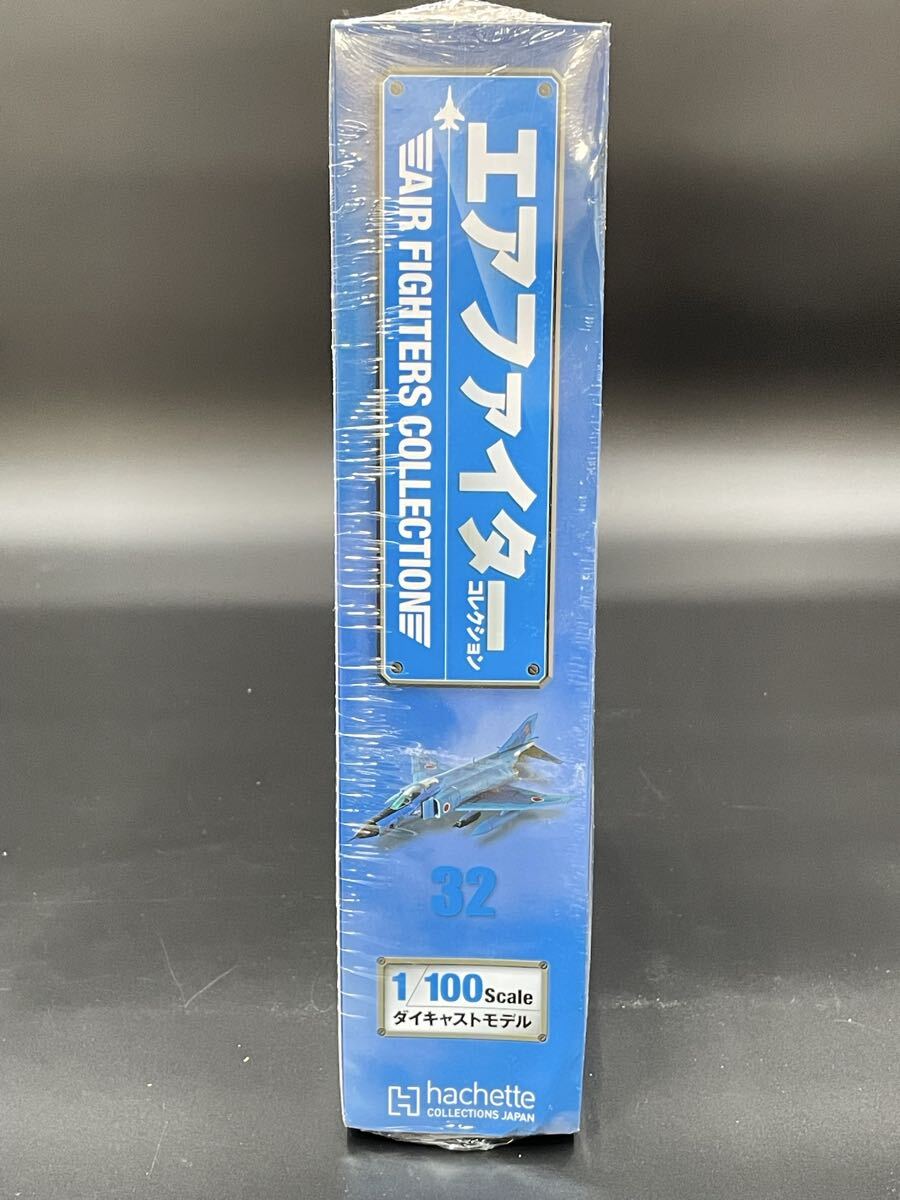 エアファイター
コレクション
AIR FIGHTERS COLLECTION
32
1/100 Scale
ダイキャストモデル
hachette
COLLECTIONS JAPAN